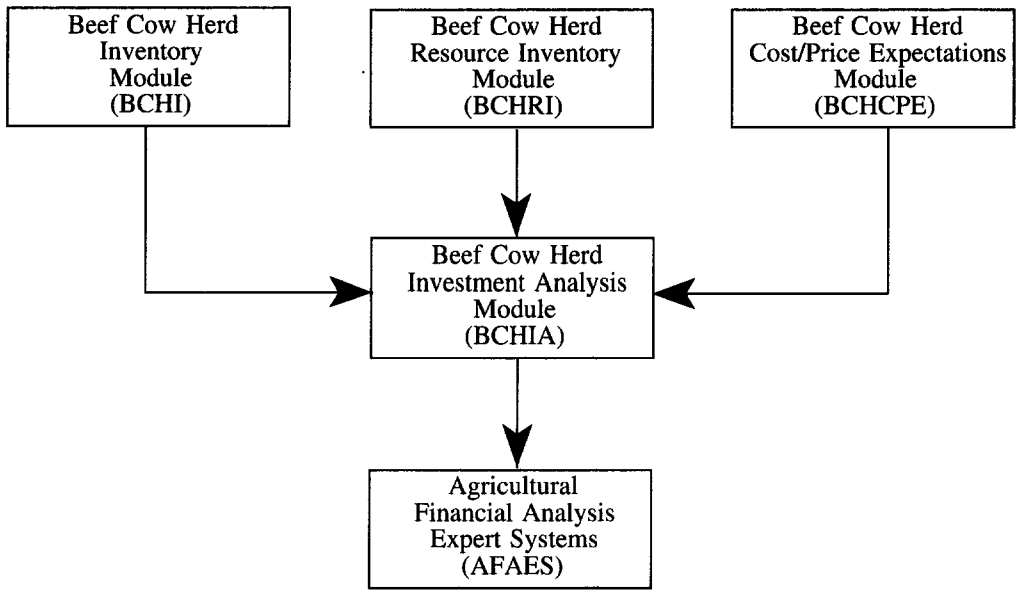 Beef Cow Herd
Inventory
Module
(BCHI)
Beef Cow Herd
Resource Inventory
Module
(BCHRI)
Beef Cow Herd
Cost/Price Expectations
Module
(BCHCPE)
Beef Cow Herd
Investment Analysis
Module
(BCHIA)
Agricultural
Financial Analysis
Expert Systems
(AFAES)